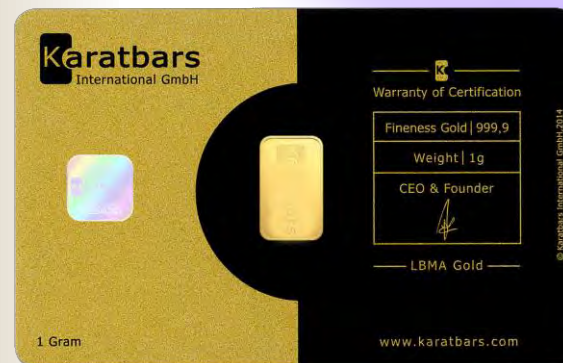 Karatbars
International GmbH
1 Gram
Warranty of Certification
Fineness Gold | 999,9
Weight | 1g
CEO & Founder
LBMA Gold
www.karatbars.com
© Karatbars International GmbH, 2014